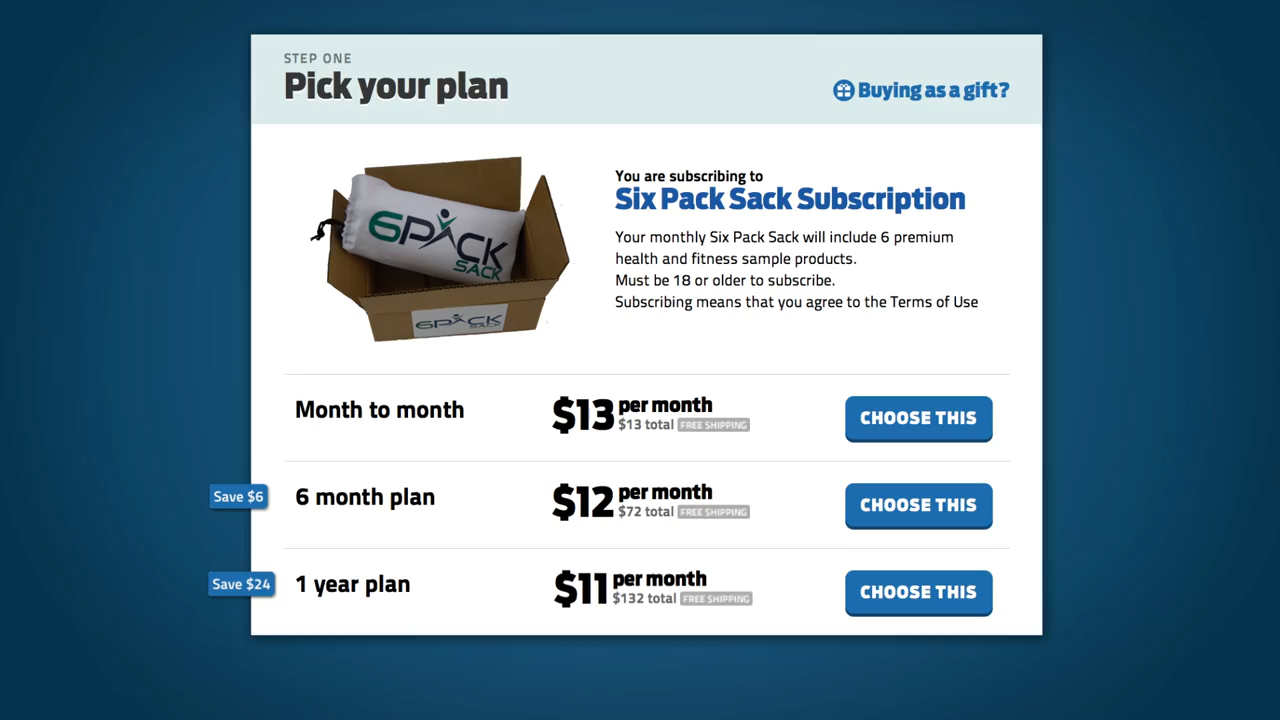 STEP ONE
Pick your plan
Buying as a gift?
6PACK
SACK
6PACK
SACK
You are subscribing to
Six Pack Sack Subscription
Your monthly Six Pack Sack will include 6 premium
health and fitness sample products.
Must be 18 or older to subscribe.
Subscribing means that you agree to the Terms of Use
Month to month
$13 per month
$13 total FREE SHIPPING
CHOOSE THIS
Save $6
6 month plan
$12 per month
$72 total FREE SHIPPING
CHOOSE THIS
Save $24
1 year plan
$11 per month
$132 total FREE SHIPPING
CHOOSE THIS